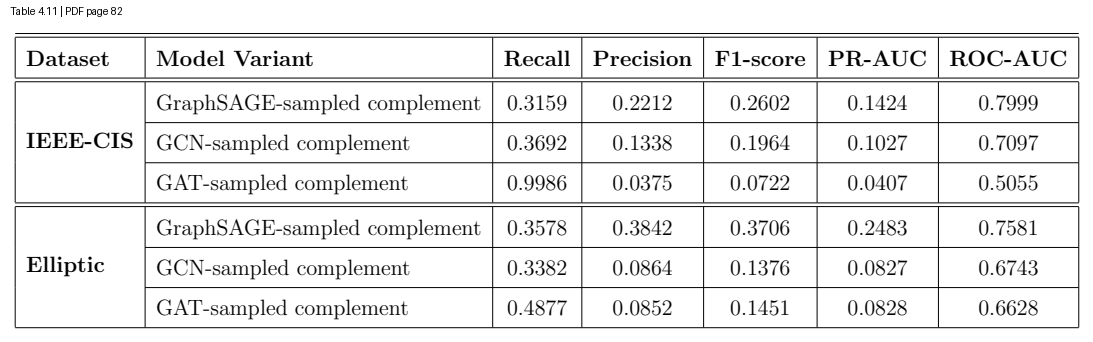 Table 4.11 | PDF page 82
Dataset Model Variant Recall Precision F1-score PR-AUC ROC-AUC
IEEE-CIS
GraphSAGE-sampled complement 0.3159 0.2212 0.2602 0.1424 0.7999
GCN-sampled complement 0.3692 0.1338 0.1964 0.1027 0.7097
GAT-sampled complement 0.9986 0.0375 0.0722 0.0407 0.5055
Elliptic
GraphSAGE-sampled complement 0.3578 0.3842 0.3706 0.2483 0.7581
GCN-sampled complement 0.3382 0.0864 0.1376 0.0827 0.6743
GAT-sampled complement 0.4877 0.0852 0.1451 0.0828 0.6628